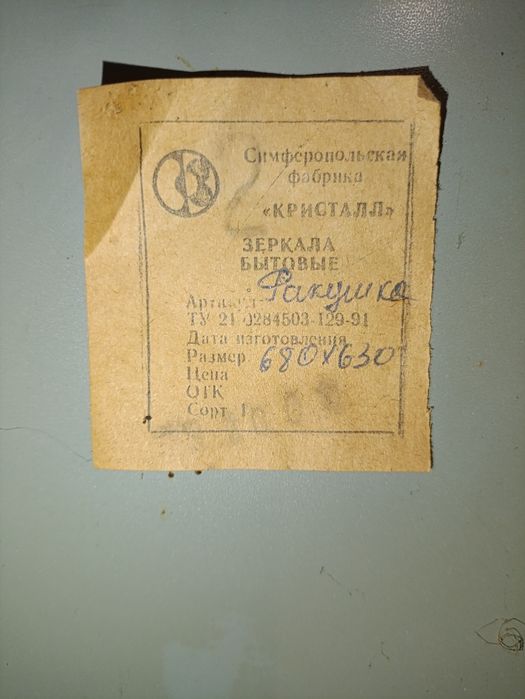 Симферопольская
фабрика
«КРИСТАЛЛ»
2
ЗЕРКАЛА
БЫТОВЫЕ
Артикул Ракушка
ТУ 21 0284503-129-91
Дата изготовления
Размер 680х630
Цена
ОТК
Сорт 1